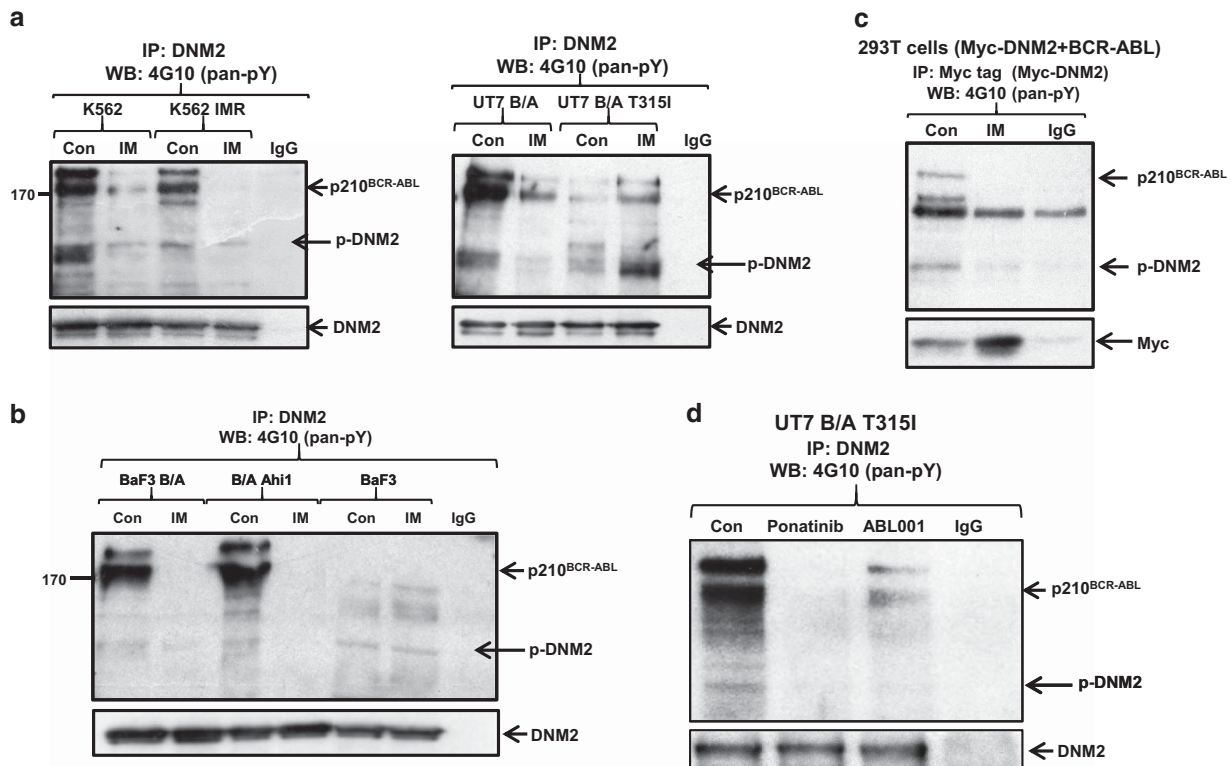 a
IP: DNM2
WB: 4G10 (pan-pY)
K562 K562 IMR
Con IM Con IM IgG
170
p210BCR-ABL
p-DNM2
DNM2
IP: DNM2
WB: 4G10 (pan-pY)
UT7 B/A UT7 B/A T315I
Con IM Con IM IgG
p210BCR-ABL
p-DNM2
DNM2
c
293T cells (Myc-DNM2+BCR-ABL)
IP: Myc tag (Myc-DNM2)
WB: 4G10 (pan-pY)
Con IM IgG
p210BCR-ABL
p-DNM2
Myc
b
IP: DNM2
WB: 4G10 (pan-pY)
BaF3 B/A B/A Ahi1 BaF3
Con IM Con IM Con IM IgG
170
p210BCR-ABL
p-DNM2
DNM2
d
UT7 B/A T315I
IP: DNM2
WB: 4G10 (pan-pY)
Con Ponatinib ABL001 IgG
p210BCR-ABL
p-DNM2
DNM2